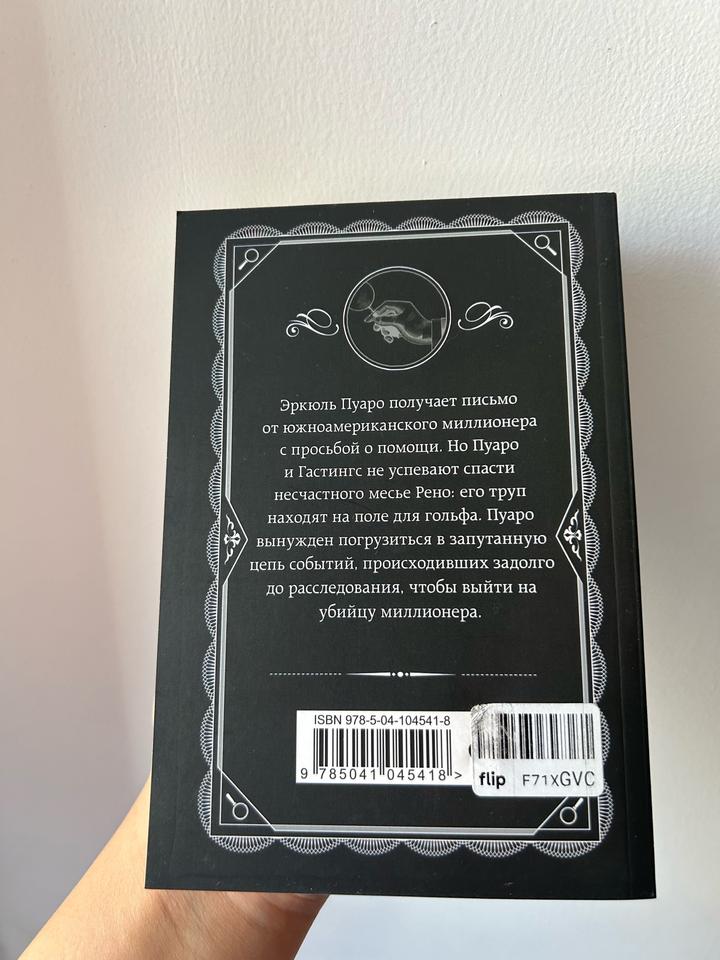 Эркюль Пуаро получает письмо
от южноамериканского миллионера
с просьбой о помощи. Но Пуаро
и Гастингс не успевают спасти
несчастного месье Рено: его труп
находят на поле для гольфа. Пуаро
вынужден погрузиться в запутанную
цепь событий, происходивших задолго
до расследования, чтобы выйти на
убийцу миллионера.
ISBN 978-5-04-104541-8
9 785041 045418 >
flip F71XGVC